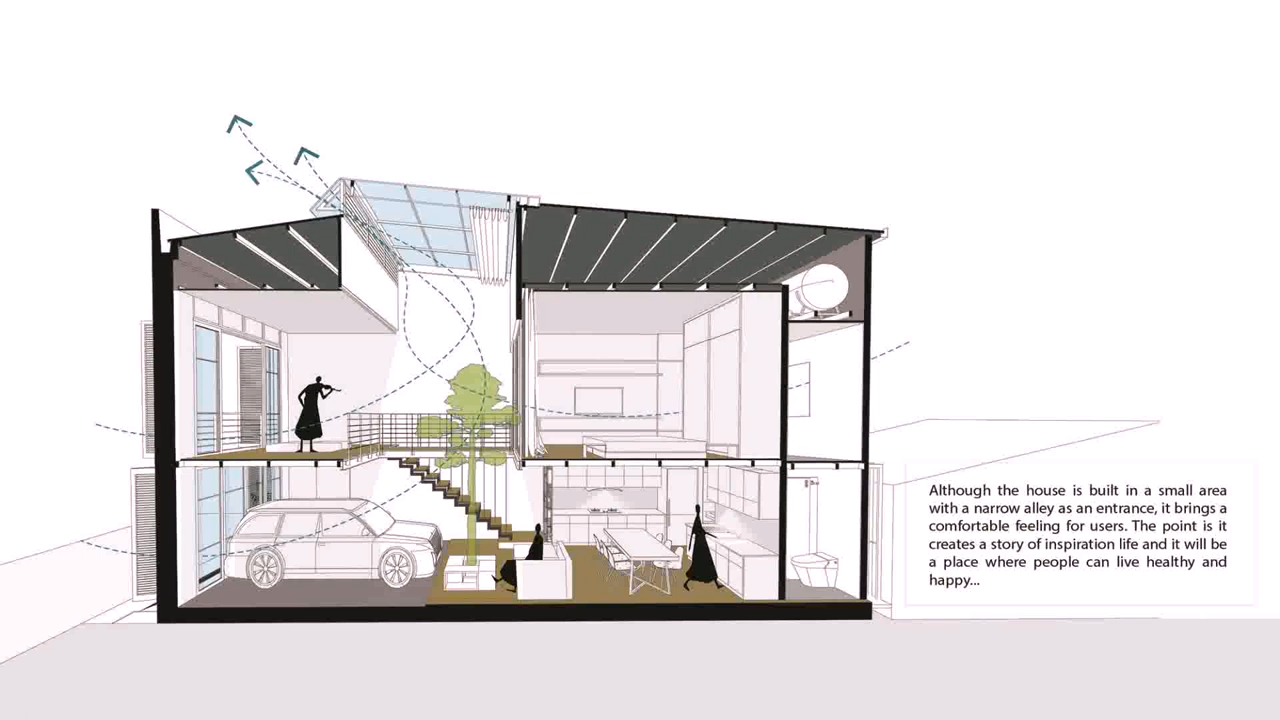 Although the house is built in a small area
with a narrow alley as an entrance, it brings a
comfortable feeling for users. The point is it
creates a story of inspiration life and it will be
a place where people can live healthy and
happy...